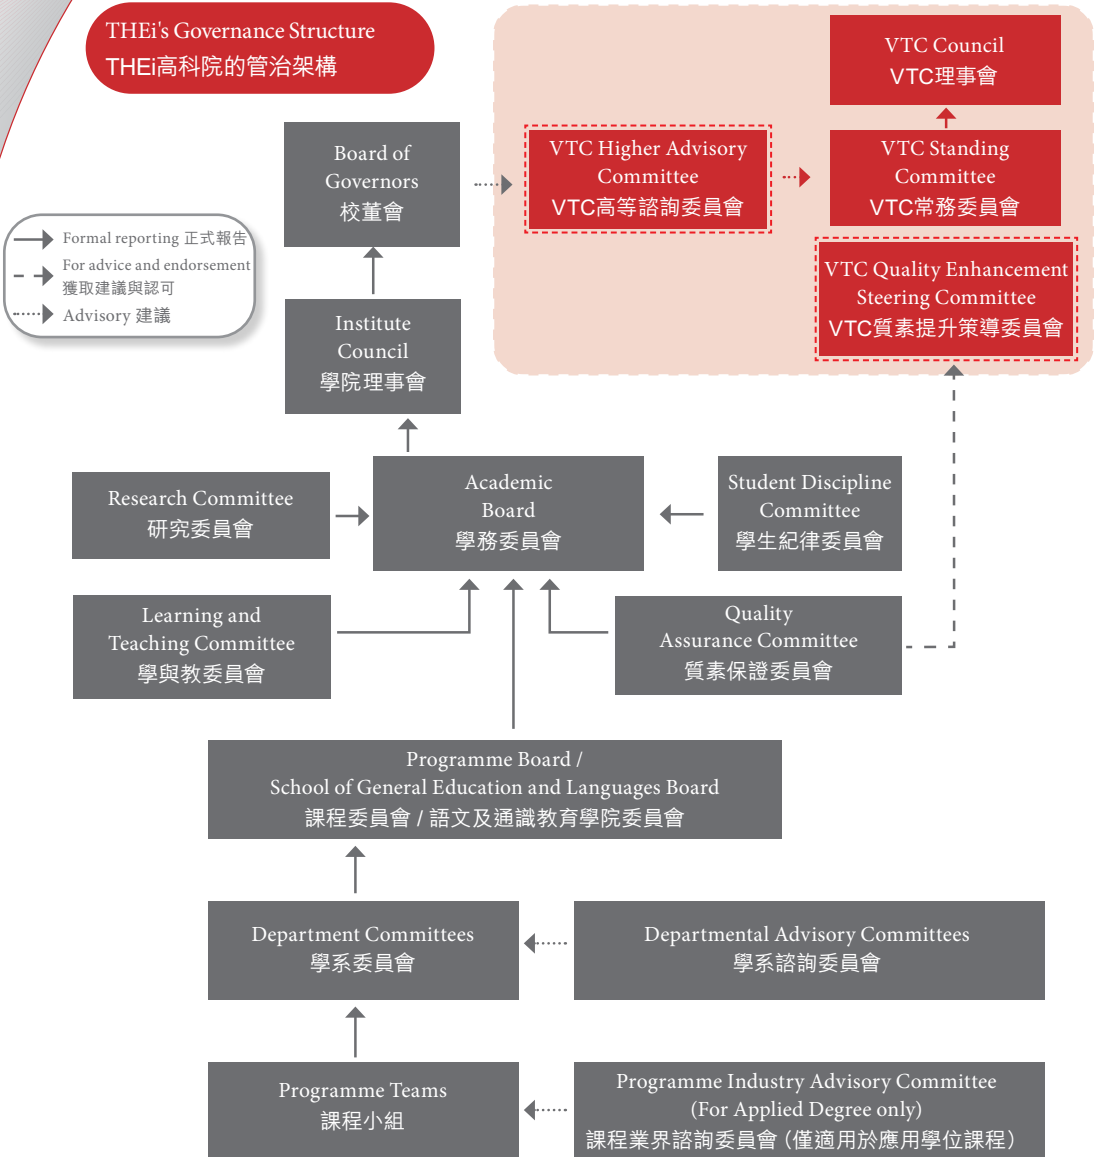 THEi's Governance Structure
THEi高科院的管治架構
VTC Council
VTC理事會
Board of
Governors
校董會
VTC Higher Advisory
Committee
VTC高等諮詢委員會
VTC Standing
Committee
VTC常務委員會
Formal reporting 正式報告
For advice and endorsement
獲取建議與認可
Advisory 建議
VTC Quality Enhancement
Steering Committee
VTC質素提升策導委員會
Institute
Council
學院理事會
Research Committee
研究委員會
Academic
Board
學務委員會
Student Discipline
Committee
學生紀律委員會
Learning and
Teaching Committee
學與教委員會
Quality
Assurance Committee
質素保證委員會
Programme Board /
School of General Education and Languages Board
課程委員會 / 語文及通識教育學院委員會
Department Committees
學系委員會
Departmental Advisory Committees
學系諮詢委員會
Programme Teams
課程小組
Programme Industry Advisory Committee
(For Applied Degree only)
課程業界諮詢委員會（僅適用於應用學位課程）